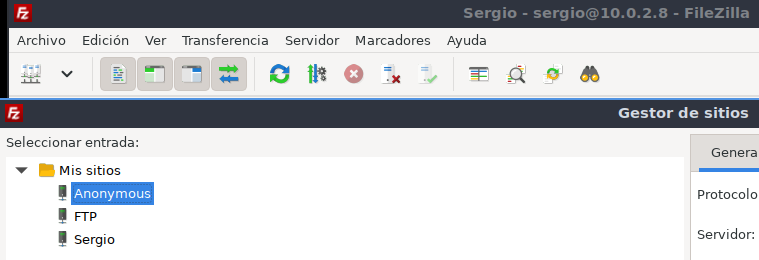 Sergio - sergio@10.0.2.8 - FileZilla
Archivo Edición Ver Transferencia Servidor Marcadores Ayuda
Gestor de sitios
Seleccionar entrada:
Mis sitios
Anonymous
FTP
Sergio
Genera
Protocolo
Servidor: